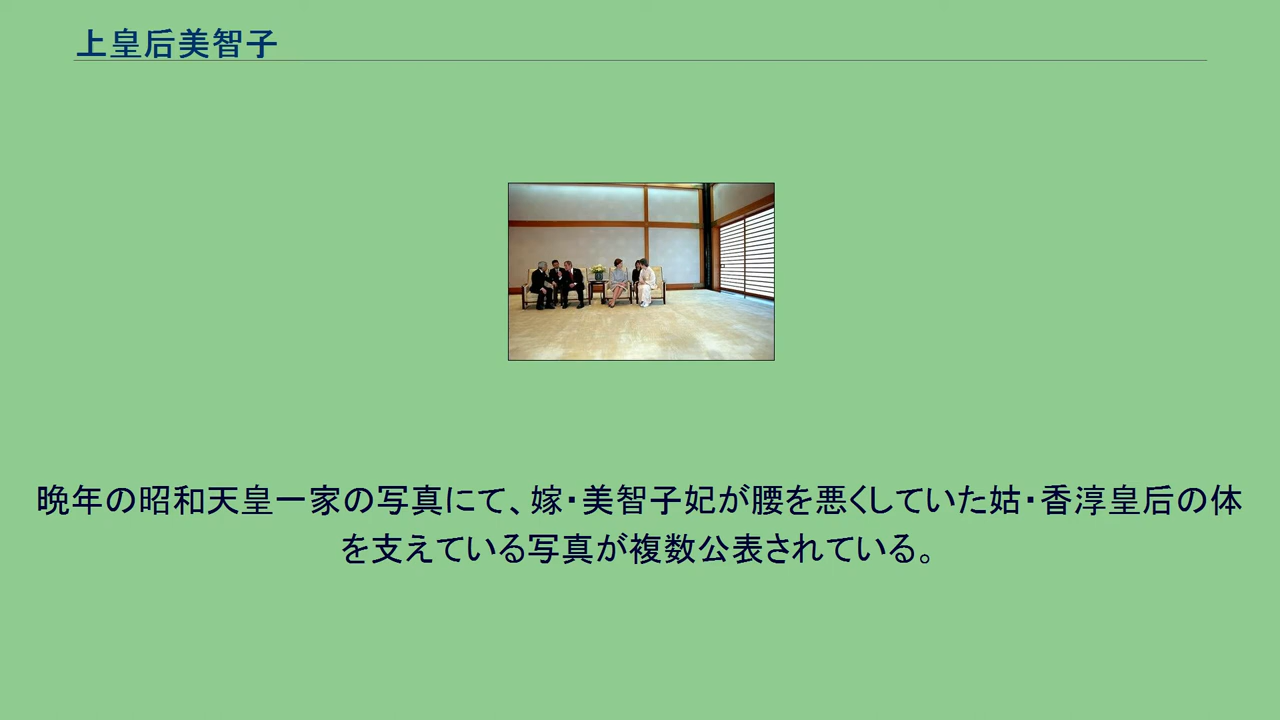 上皇后美智子
晩年の昭和天皇一家の写真にて、嫁・美智子妃が腰を悪くしていた姑・香淳皇后の体
を支えている写真が複数公表されている。